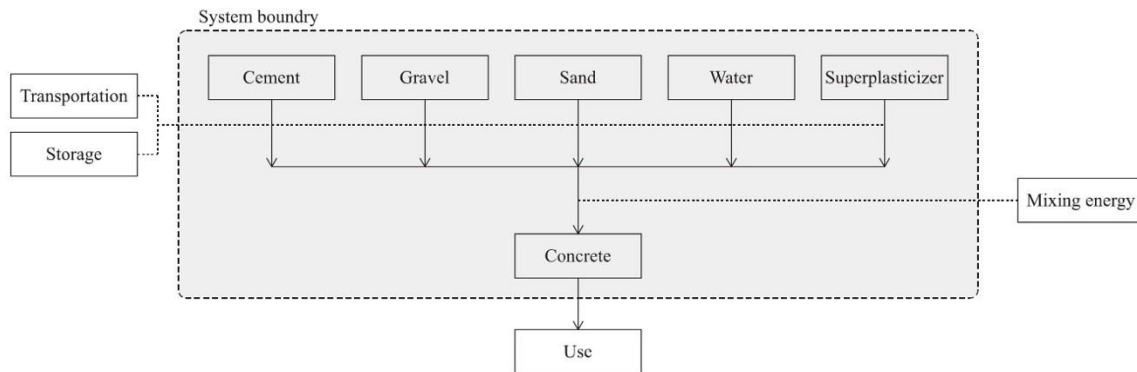 System boundry
Cement
Gravel
Sand
Water
Superplasticizer
Transportation
Storage
Mixing energy
Concrete
Use